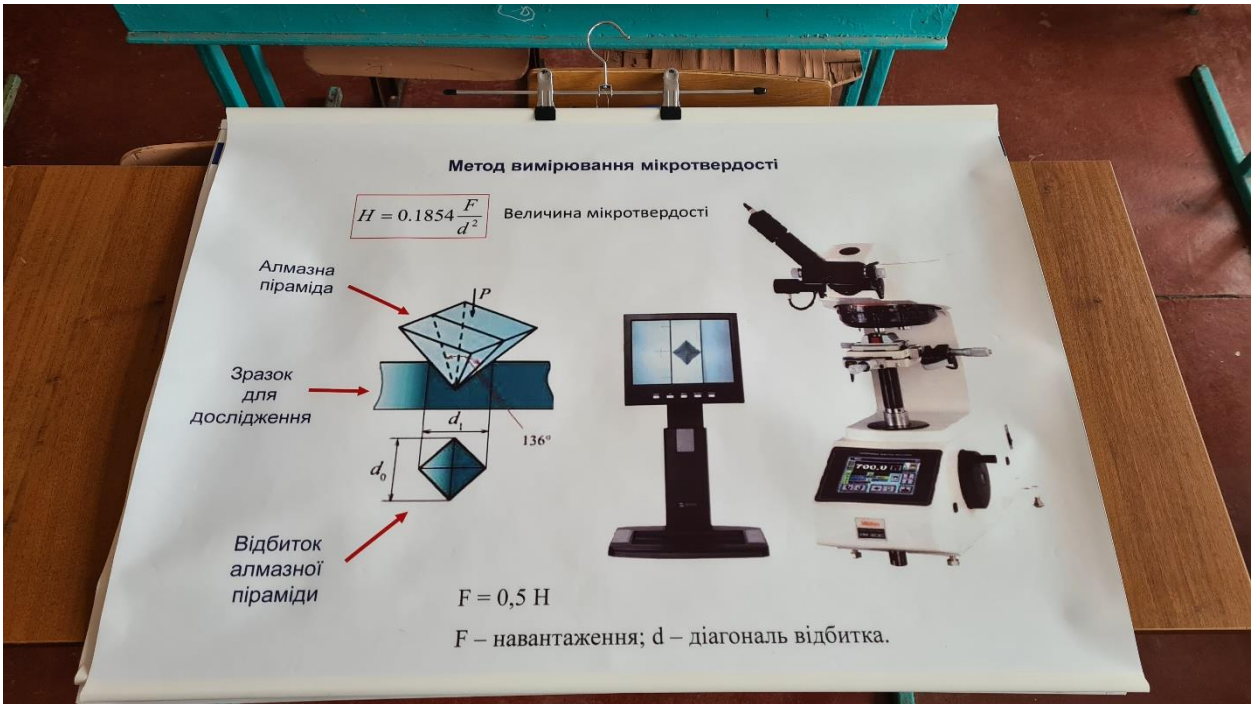 Метод вимірювання мікротвердості
H = 0.1854 F/d²
Величина мікротвердості
Алмазна
піраміда
P
Зразок
для
дослідження
d₁
136°
d₀
700.0
Відбиток
алмазної
піраміди
F = 0,5 Н
F – навантаження; d – діагональ відбитка.